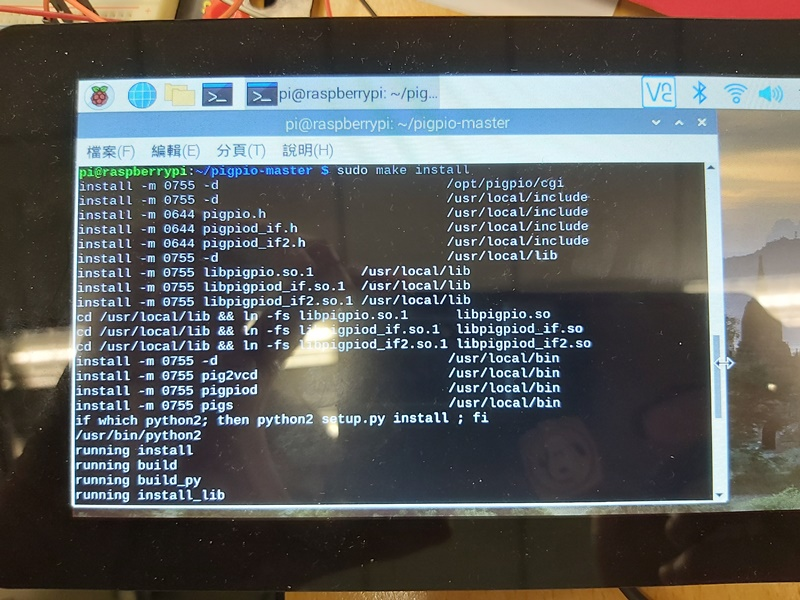 pi@raspberrypi: ~/pig...
VNC
pi@raspberrypi: ~/pigpio-master
檔案(F) 編輯(E) 分頁(T) 說明(H)
pi@raspberrypi:~/pigpio-master $ sudo make install
install -m 0755 -d /opt/pigpio/cgi
install -m 0755 -d /usr/local/include
install -m 0644 pigpio.h /usr/local/include
install -m 0644 pigpiod_if.h /usr/local/include
install -m 0644 pigpiod_if2.h /usr/local/include
install -m 0755 -d /usr/local/lib
install -m 0755 libpigpio.so.1 /usr/local/lib
install -m 0755 libpigpiod_if.so.1 /usr/local/lib
install -m 0755 libpigpiod_if2.so.1 /usr/local/lib
cd /usr/local/lib && ln -fs libpigpio.so.1 libpigpio.so
cd /usr/local/lib && ln -fs libpigpiod_if.so.1 libpigpiod_if.so
cd /usr/local/lib && ln -fs libpigpiod_if2.so.1 libpigpiod_if2.so
install -m 0755 -d /usr/local/bin
install -m 0755 pig2vcd /usr/local/bin
install -m 0755 pigpiod /usr/local/bin
install -m 0755 pigs /usr/local/bin
if which python2; then python2 setup.py install ; fi
/usr/bin/python2
running install
running build
running build_py
running install_lib